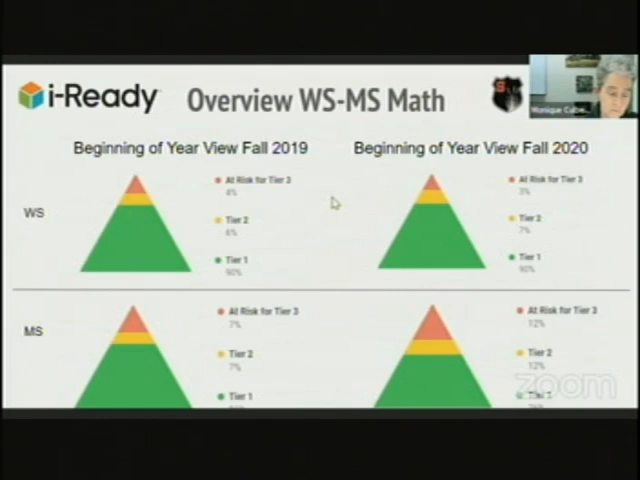 i-Ready
Overview WS-MS Math
Beginning of Year View Fall 2019
Beginning of Year View Fall 2020
WS
At Risk for Tier 3
4%
Tier 2
6%
Tier 1
90%
At Risk for Tier 3
3%
Tier 2
7%
Tier 1
90%
MS
At Risk for Tier 3
7%
Tier 2
7%
Tier 1
At Risk for Tier 3
12%
Tier 2
12%
Tier 1
zoom
Monique